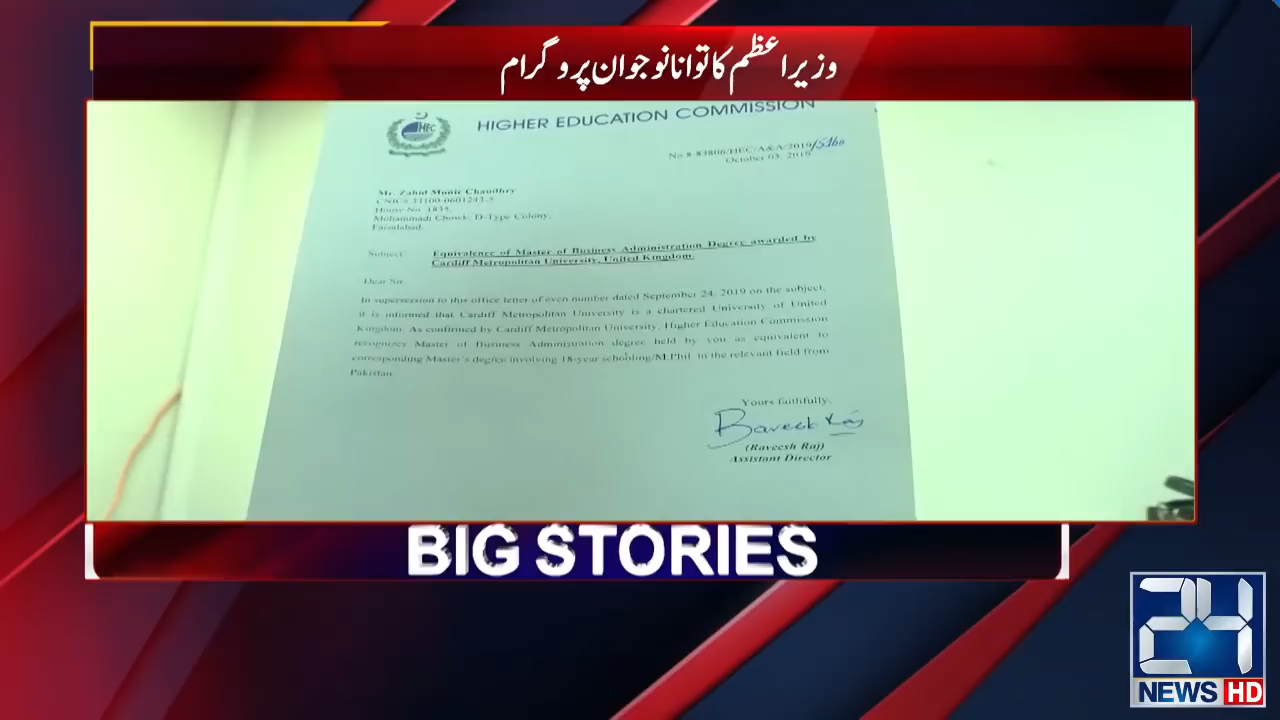 وزیراعظم کا توانا نوجوان پروگرام
HEC
HIGHER EDUCATION COMMISSION
No.8-83806/HEC/A&A/2019/5160
October 03, 2019
Mr. Zahid Munir Chaudhry
House No. 1835,
Mohammadi Chowk, D-Type Colony,
Faisalabad.
Subject: Equivalence of Master of Business Administration Degree awarded by
Cardiff Metropolitan University, United Kingdom.
Dear Sir,
In supersession to this office letter of even number dated September 24, 2019 on the subject,
it is informed that Cardiff Metropolitan University is a chartered University of United
Kingdom. As confirmed by Cardiff Metropolitan University, Higher Education Commission
recognizes Master of Business Administration degree held by you as equivalent to
corresponding Master's degree involving 18-year schooling/M.Phil. in the relevant field from
Pakistan.
Yours faithfully,
(Raveesh Raj)
Assistant Director
BIG STORIES
24
NEWS HD